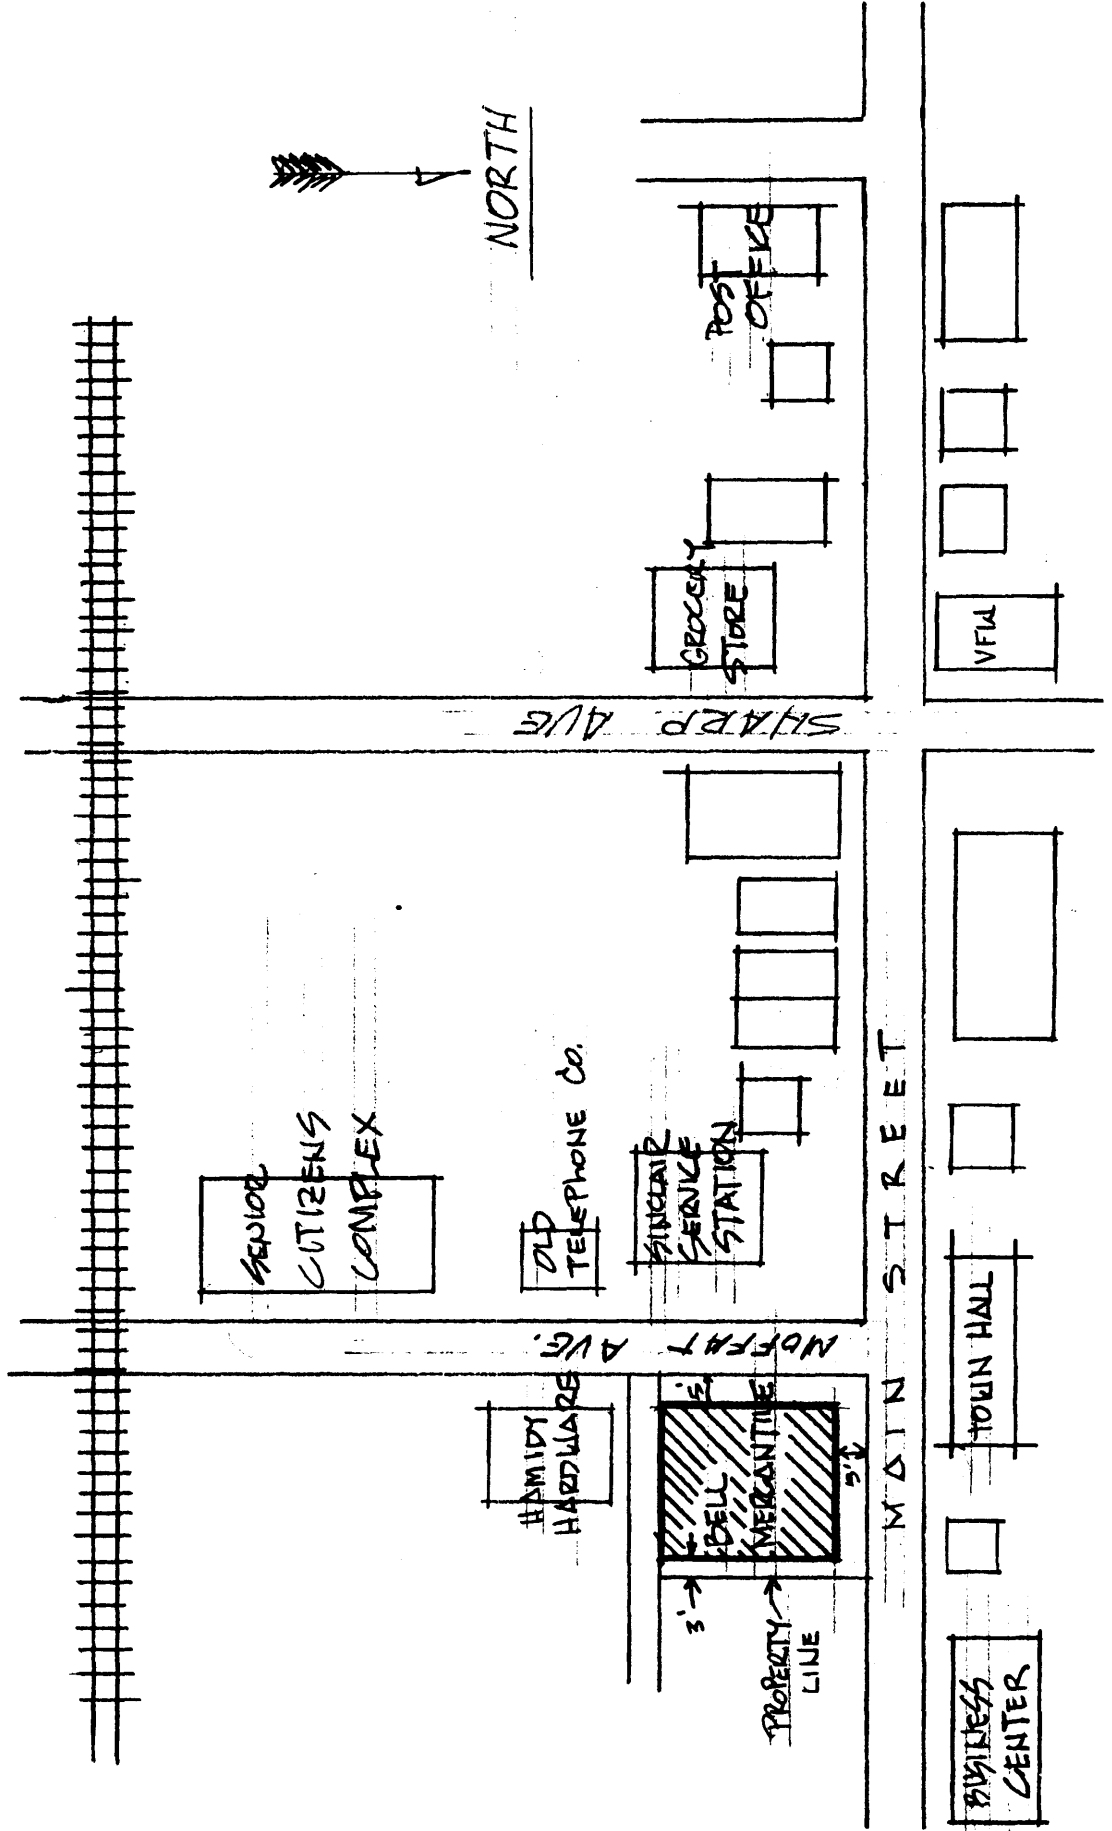 NORTH
SENIOR
CITIZENS
COMPLEX
HAMIDY
HARDWARE
OLD
TELEPHONE CO.
SINCLAIR
SERVICE
STATION
GROCERY
STORE
POST
OFFICE
MOFFAT AVE.
SHARP AVE
BELL
MERCANTILE
5'
3'
5'
PROPERTY
LINE
MAIN STREET
BUSINESS
CENTER
TOWN HALL
VFW